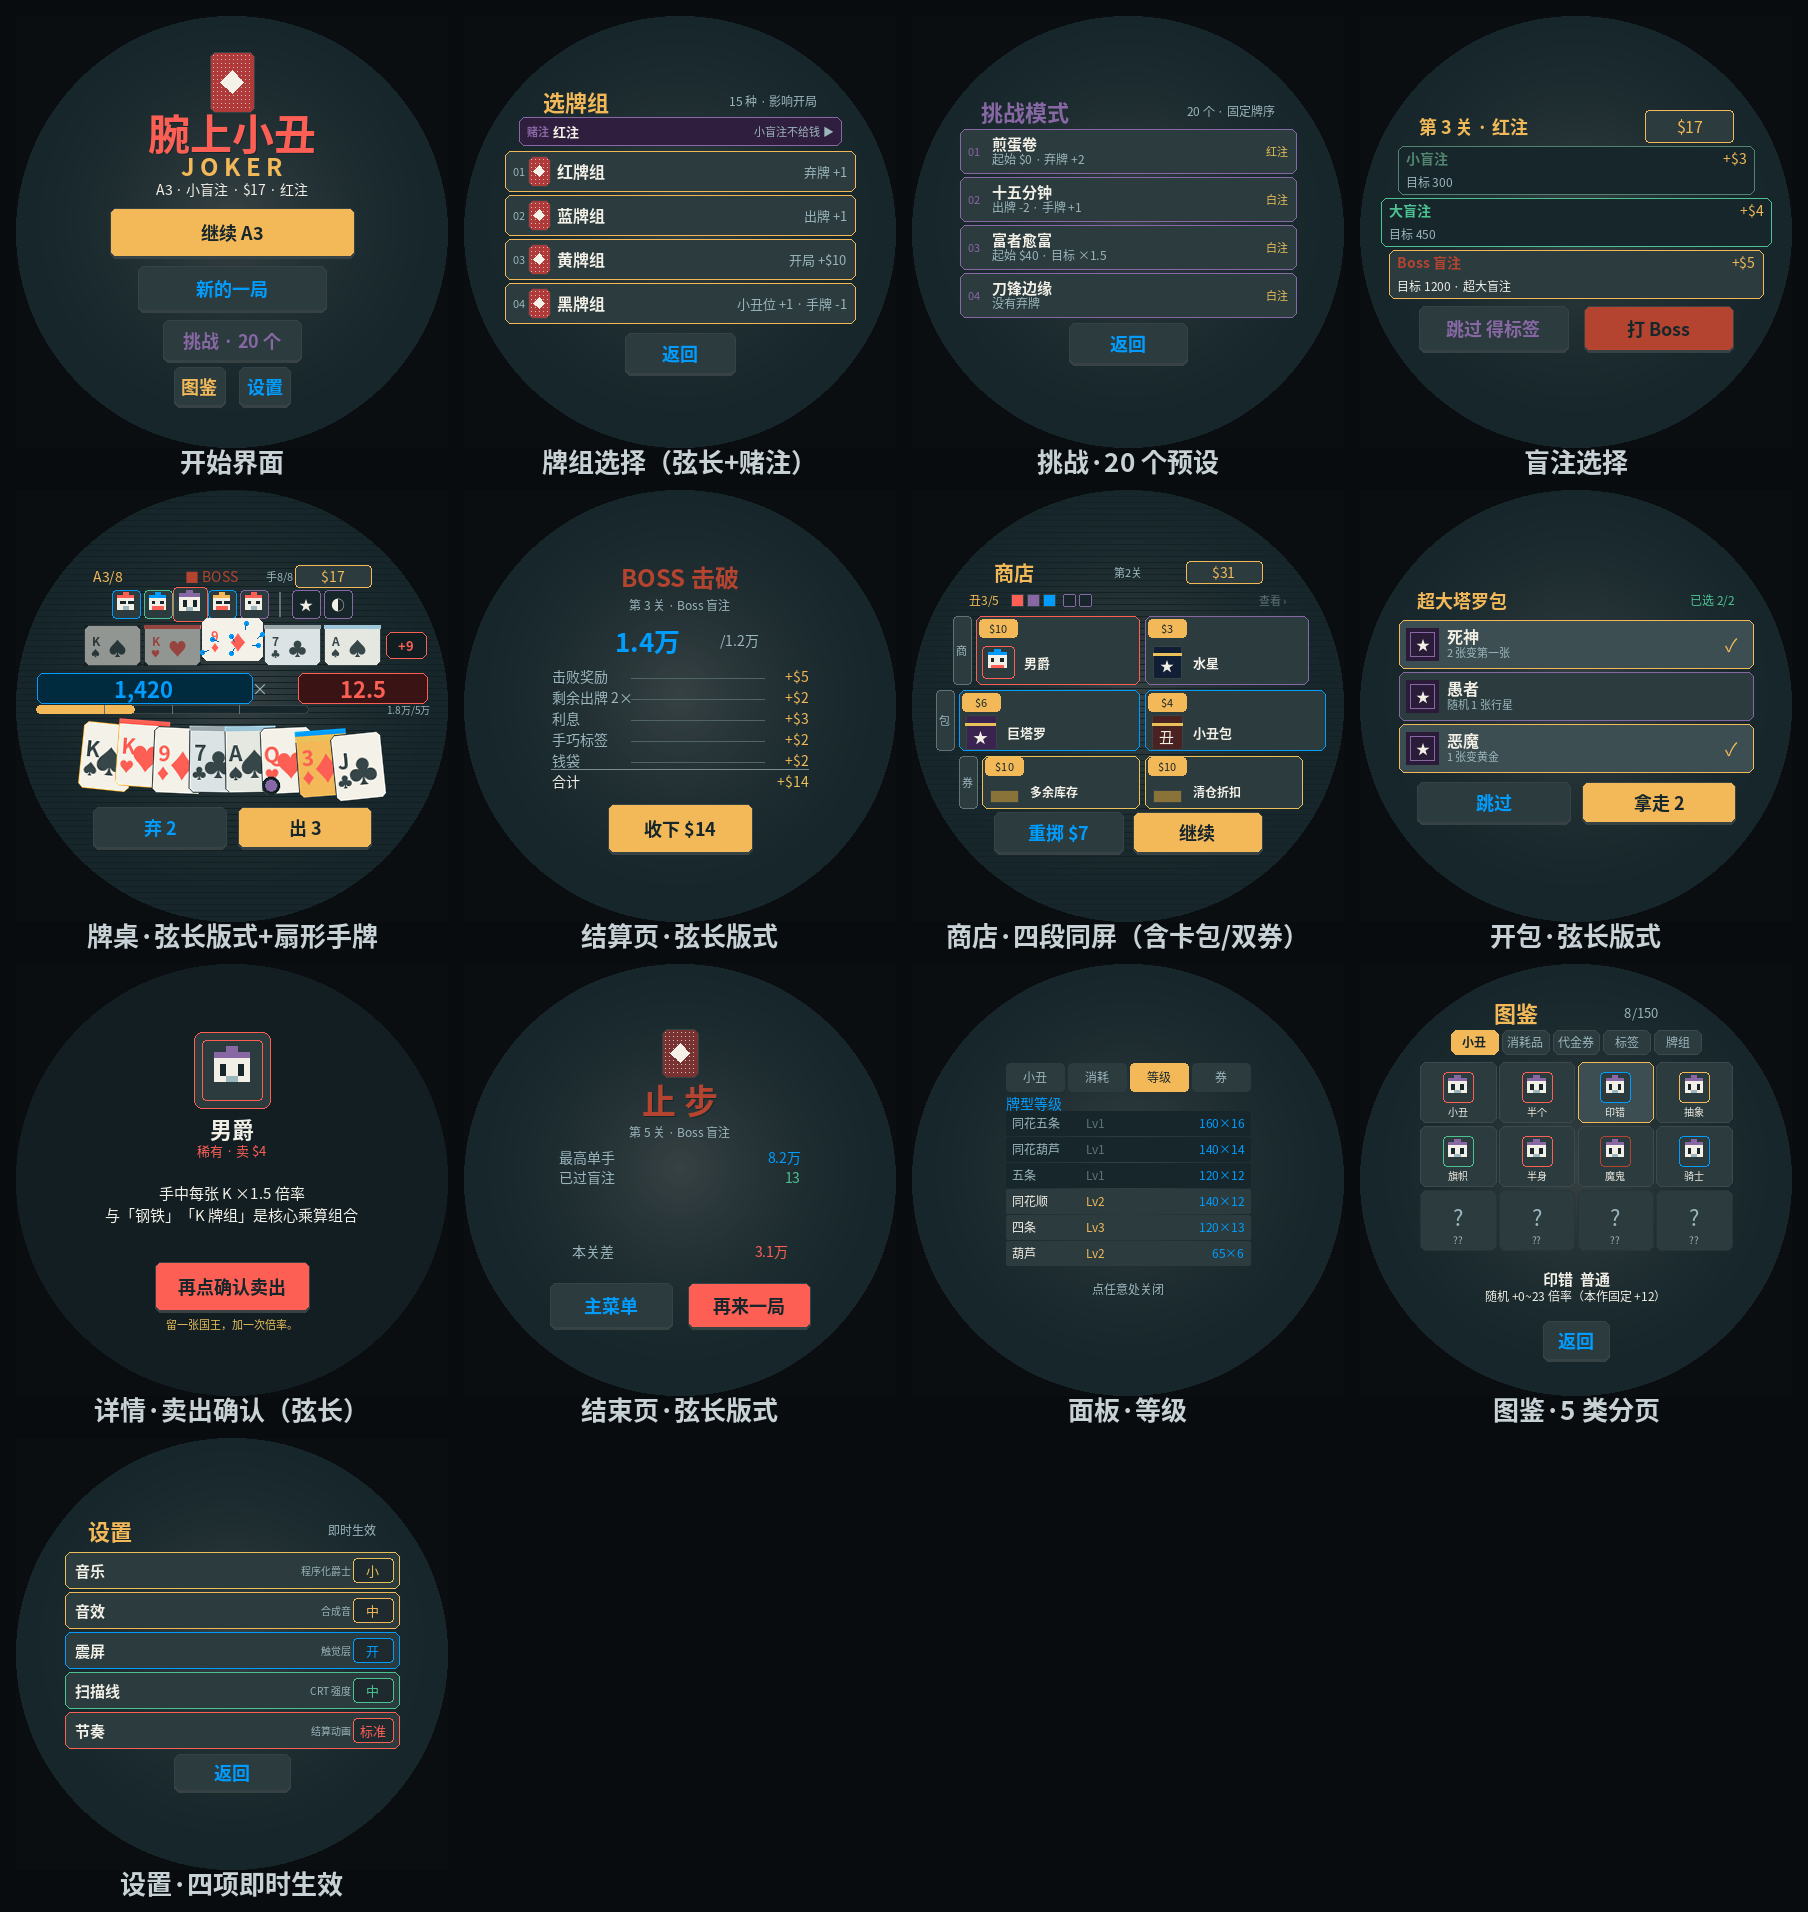 腕上小丑
JOKER
A3 · 小盲注 · $17 · 红注
继续 A3
新的一局
挑战 · 20 个
图鉴 设置
开始界面
选牌组 15 种 · 影响开局
赌注 红注 小盲注不给钱 ▶
01 红牌组 弃牌 +1
02 蓝牌组 出牌 +1
03 黄牌组 开局 +$10
04 黑牌组 小丑位 +1 · 手牌 -1
返回
牌组选择（弦长+赌注）
挑战模式 20 个 · 固定牌序
01 煎蛋卷 红注
起始 $0 · 弃牌 +2
02 十五分钟 白注
出牌 -2 · 手牌 +1
03 富者愈富 白注
起始 $40 · 目标 ×1.5
04 刀锋边缘 白注
没有弃牌
返回
挑战·20 个预设
第 3 关 · 红注 $17
小盲注 +$3
目标 300
大盲注 +$4
目标 450
Boss 盲注 +$5
目标 1200 · 超大盲注
跳过 得标签 打 Boss
盲注选择
A3/8 BOSS 手8/8 $17
K K 9 7 A +9
1,420 × 12.5
1.8万/5万
K K 9 7 A Q 3 J
弃 2 出 3
牌桌·弦长版式+扇形手牌
BOSS 击破
第 3 关 · Boss 盲注
1.4万 /1.2万
击败奖励 +$5
剩余出牌 2× +$2
利息 +$3
手巧标签 +$2
钱袋 +$2
合计 +$14
收下 $14
结算页·弦长版式
商店 第2关 $31
丑3/5 查看 ›
商 $10 男爵 $3 水星
包 $6 巨塔罗 $4 丑 小丑包
券 $10 多余库存 $10 清仓折扣
重掷 $7 继续
商店·四段同屏（含卡包/双券）
超大塔罗包 已选 2/2
死神 ✓
2 张变第一张
愚者
随机 1 张行星
恶魔 ✓
1 张变黄金
跳过 拿走 2
开包·弦长版式
男爵
稀有 · 卖 $4
手中每张 K ×1.5 倍率
与「钢铁」「K 牌组」是核心乘算组合
再点确认卖出
留一张国王，加一次倍率。
详情·卖出确认（弦长）
止 步
第 5 关 · Boss 盲注
最高单手 8.2万
已过盲注 13
本关差 3.1万
主菜单 再来一局
结束页·弦长版式
小丑 消耗 等级 券
牌型等级
同花五条 Lv1 160×16
同花葫芦 Lv1 140×14
五条 Lv1 120×12
同花顺 Lv2 140×12
四条 Lv3 120×13
葫芦 Lv2 65×6
点任意处关闭
面板·等级
图鉴 8/150
小丑 消耗品 代金券 标签 牌组
小丑 半个 印错 抽象
旗帜 半身 魔鬼 骑士
? ? ? ?
?? ?? ?? ??
印错 普通
随机 +0~23 倍率（本作固定 +12）
返回
图鉴·5 类分页
设置 即时生效
音乐 程序化爵士 小
音效 合成音 中
震屏 触觉层 开
扫描线 CRT 强度 中
节奏 结算动画 标准
返回
设置·四项即时生效